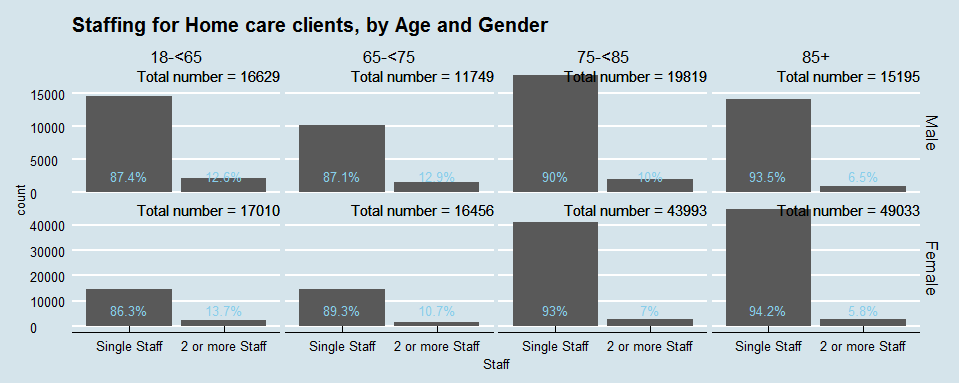 Staffing for Home care clients, by Age and Gender
18-<65 65-<75 75-<85 85+
Total number = 16629 Total number = 11749 Total number = 19819 Total number = 15195
15000
10000
5000
87.4% 12.6% 87.1% 12.9% 90% 10% 93.5% 6.5%
0
Male
count
Total number = 17010 Total number = 16456 Total number = 43993 Total number = 49033
40000
30000
20000
10000
86.3% 13.7% 89.3% 10.7% 93% 7% 94.2% 5.8%
0
Female
Single Staff 2 or more Staff Single Staff 2 or more Staff Single Staff 2 or more Staff Single Staff 2 or more Staff
Staff